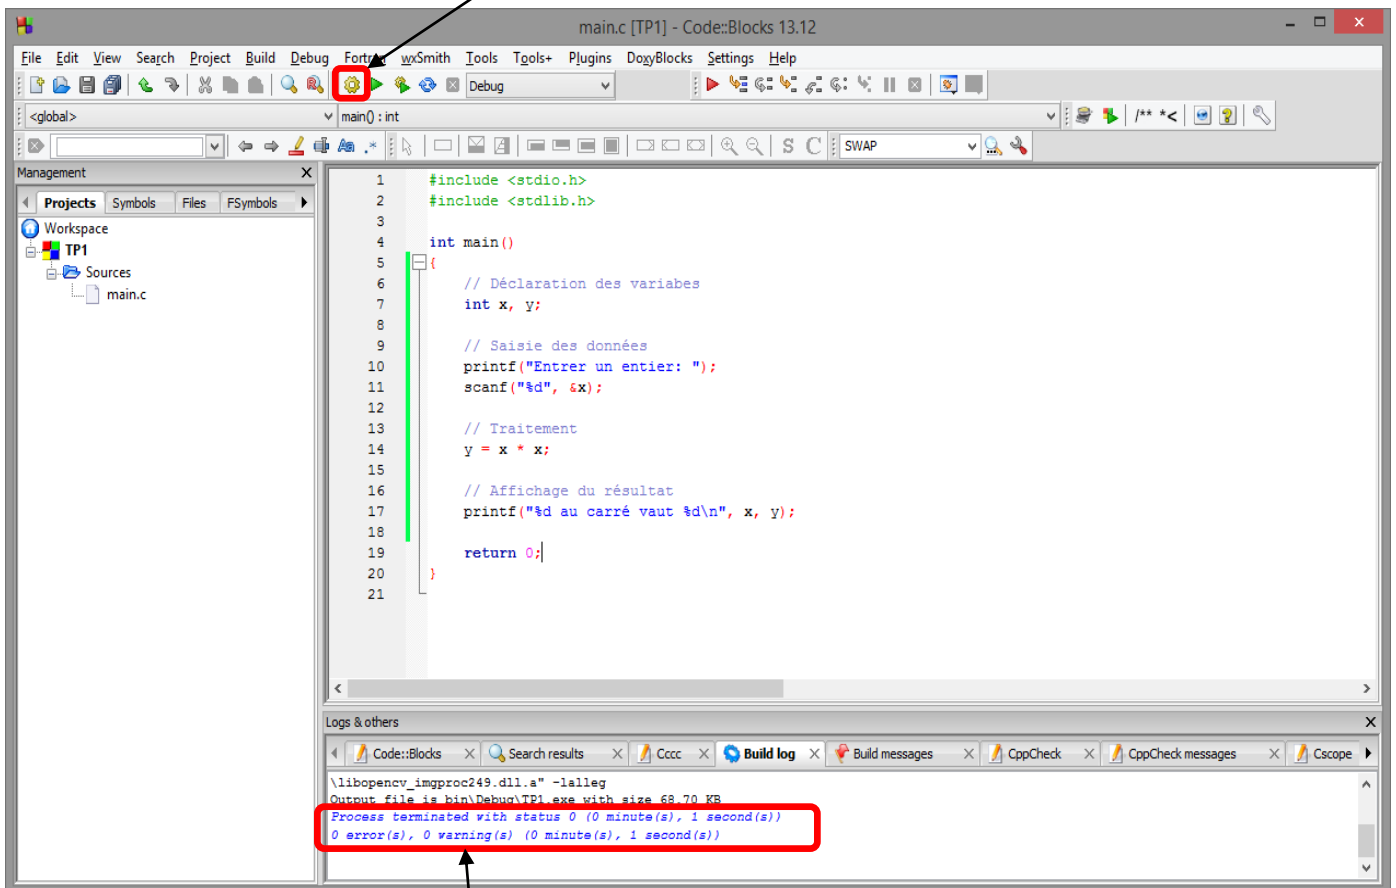 main.c [TP1] - Code::Blocks 13.12
File Edit View Search Project Build Debug Fortran wxSmith Tools Tools+ Plugins DoxyBlocks Settings Help
Debug
<global> main() : int /** *<
.* S C SWAP
Management
Projects Symbols Files FSymbols
Workspace
TP1
Sources
main.c
1 #include <stdio.h>
2 #include <stdlib.h>
3
4 int main()
5 {
6 // Déclaration des variabes
7 int x, y;
8
9 // Saisie des données
10 printf("Entrer un entier: ");
11 scanf("%d", &x);
12
13 // Traitement
14 y = x * x;
15
16 // Affichage du résultat
17 printf("%d au carré vaut %d\n", x, y);
18
19 return 0;
20 }
21
Logs & others
Code::Blocks Search results Cccc Build log Build messages CppCheck CppCheck messages Cscope
\libopencv_imgproc249.dll.a" -lalleg
Output file is bin\Debug\TP1.exe with size 68.70 KB
Process terminated with status 0 (0 minute(s), 1 second(s))
0 error(s), 0 warning(s) (0 minute(s), 1 second(s))